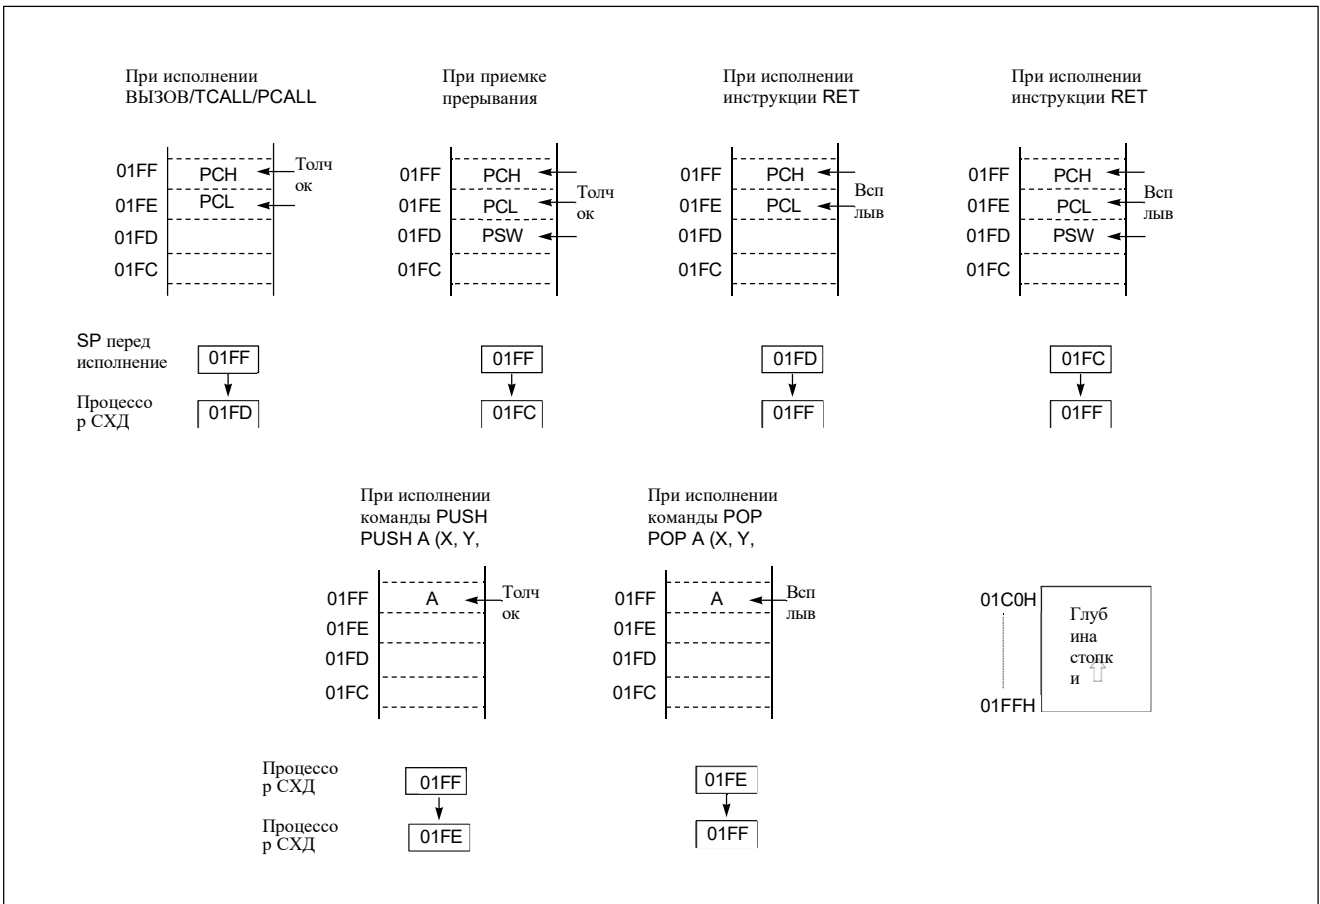 При исполнении
ВЫЗОВ/TCALL/PCALL
01FF
PCH
Толч
ок
01FE
PCL
01FD
01FC
При приемке
прерывания
01FF
PCH
Толч
ок
01FE
PCL
01FD
PSW
01FC
При исполнении
инструкции RET
01FF
PCH
Всп
лыв
01FE
PCL
01FD
01FC
При исполнении
инструкции RET
01FF
PCH
Всп
лыв
01FE
PCL
01FD
PSW
01FC
SP перед
исполнение
01FF
01FF
01FD
01FC
Процессо
р СХД
01FD
01FC
01FF
01FF
При исполнении
команды PUSH
PUSH A (X, Y,
01FF
A
Толч
ок
01FE
01FD
01FC
При исполнении
команды POP
POP A (X, Y,
01FF
A
Всп
лыв
01FE
01FD
01FC
01C0H
Глуб
ина
стопк
и
01FFH
Процессо
р СХД
01FF
01FE
Процессо
р СХД
01FE
01FF